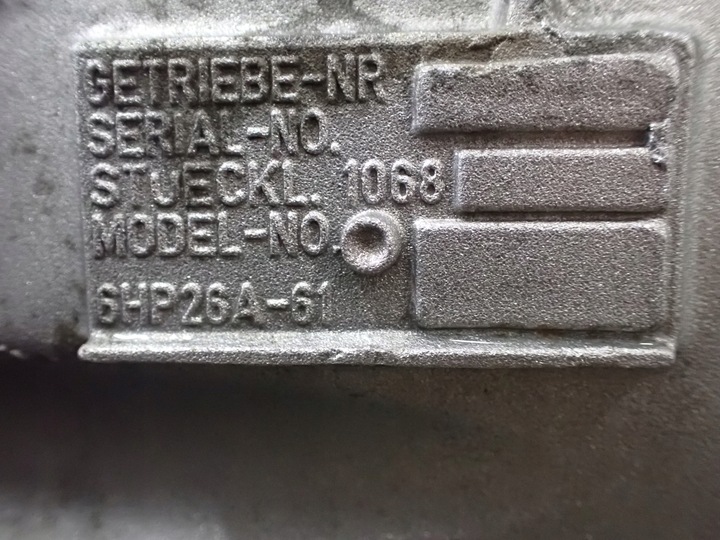 GETRIEBE-NR
SERIAL-NO.
STUECKL. 1068
MODEL-NO.
6HP26A-61